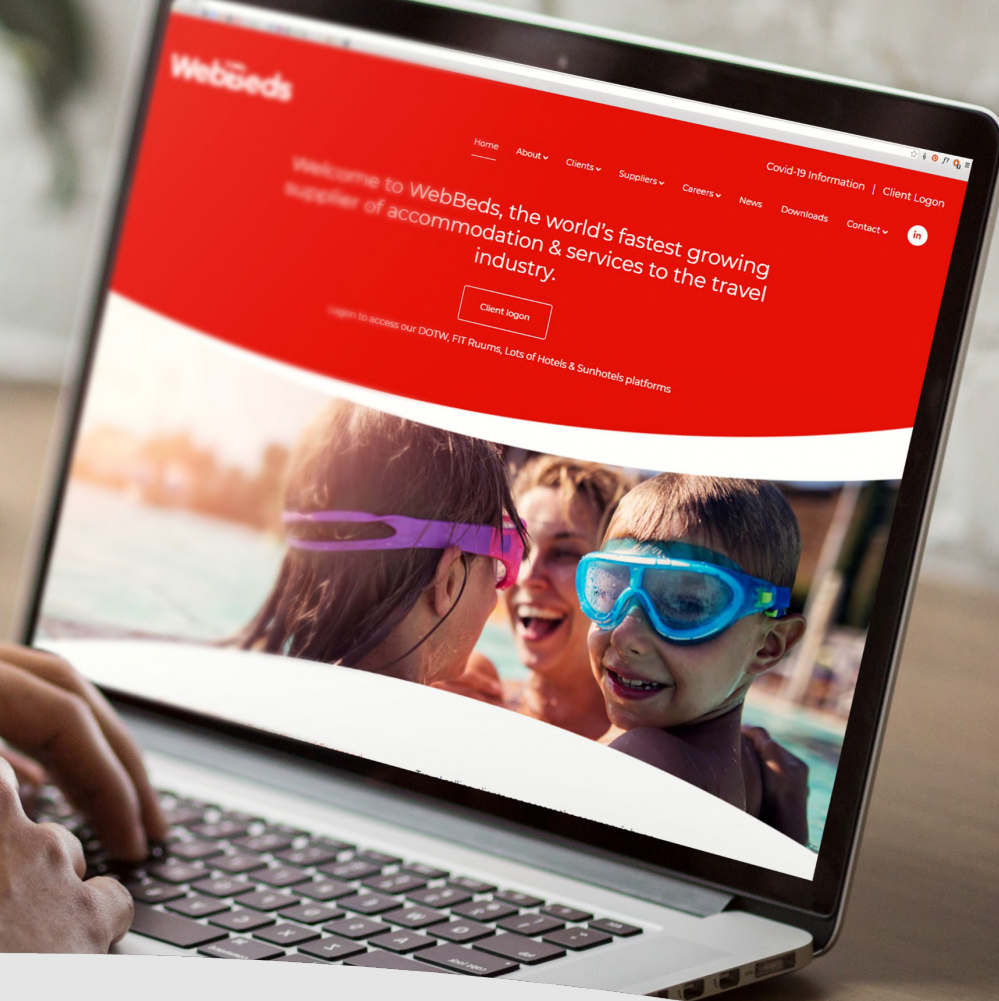 WebBeds
Covid-19 Information | Client Logon
Home About Clients Suppliers Careers News Downloads Contact in
Welcome to WebBeds, the world's fastest growing
supplier of accommodation & services to the travel
industry.
Client logon
Logon to access our DOTW, FIT Ruums, Lots of Hotels & Sunhotels platforms